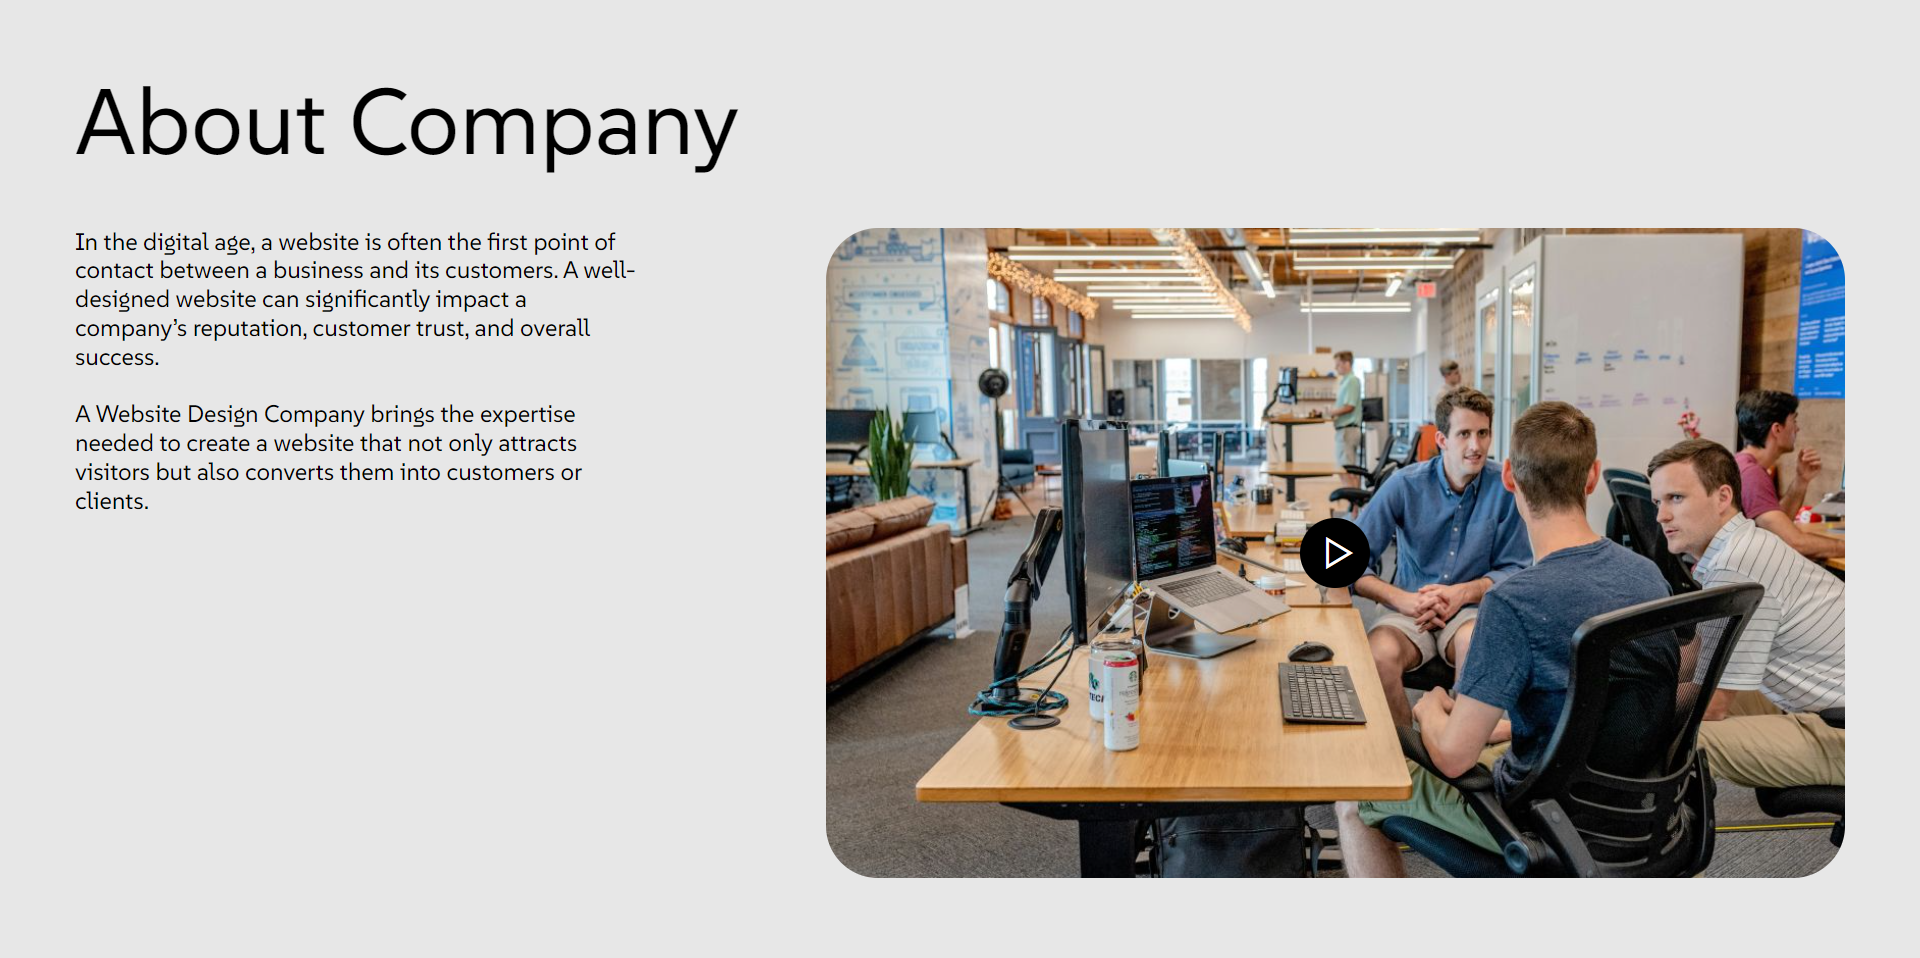 About Company
In the digital age, a website is often the first point of
contact between a business and its customers. A well-
designed website can significantly impact a
company’s reputation, customer trust, and overall
success.
A Website Design Company brings the expertise
needed to create a website that not only attracts
visitors but also converts them into customers or
clients.